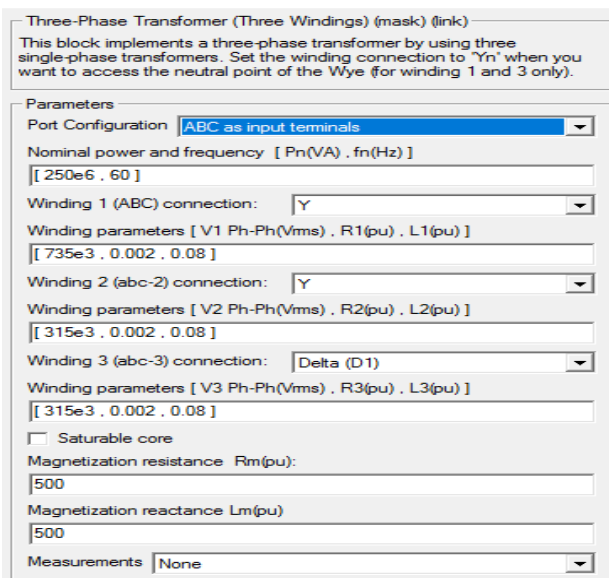 Three-Phase Transformer (Three Windings) (mask) (link)
This block implements a three-phase transformer by using three
single-phase transformers. Set the winding connection to 'Yn' when you
want to access the neutral point of the Wye (for winding 1 and 3 only).
Parameters
Port Configuration ABC as input terminals
Nominal power and frequency [ Pn(VA) , fn(Hz) ]
[ 250e6 , 60 ]
Winding 1 (ABC) connection: Y
Winding parameters [ V1 Ph-Ph(Vrms) , R1(pu) , L1(pu) ]
[ 735e3 , 0.002 , 0.08 ]
Winding 2 (abc-2) connection: Y
Winding parameters [ V2 Ph-Ph(Vrms) , R2(pu) , L2(pu) ]
[ 315e3 , 0.002 , 0.08 ]
Winding 3 (abc-3) connection: Delta (D1)
Winding parameters [ V3 Ph-Ph(Vrms) , R3(pu) , L3(pu) ]
[ 315e3 , 0.002 , 0.08 ]
Saturable core
Magnetization resistance Rm(pu):
500
Magnetization reactance Lm(pu)
500
Measurements None